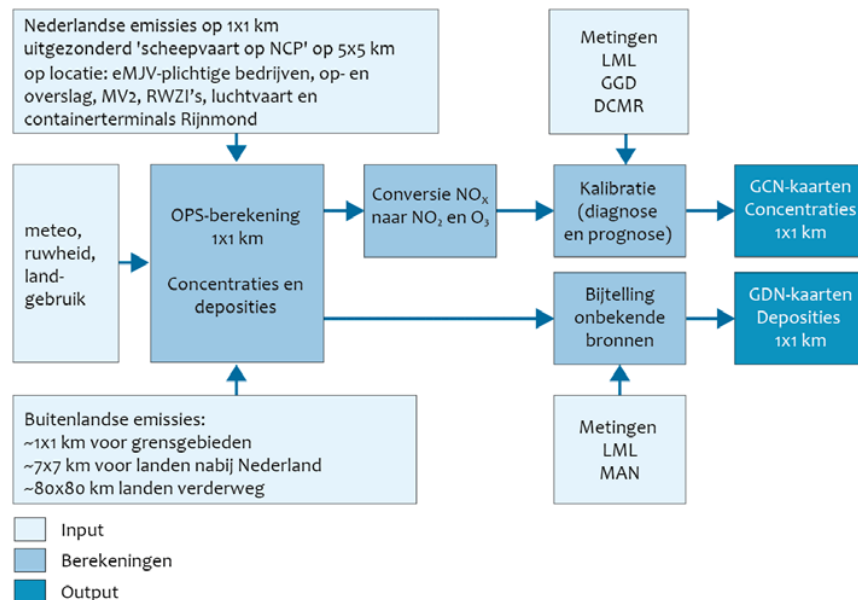 Nederlandse emissies op 1x1 km
uitgezonderd 'scheepvaart op NCP' op 5x5 km
op locatie: eMJV-plichtige bedrijven, op- en
overslag, MV2, RWZI's, luchtvaart en
containerterminals Rijnmond
Metingen
LML
GGD
DCMR
meteo,
ruwheid,
land-
gebruik
OPS-berekening
1x1 km
Concentraties en
deposities
Conversie NOₓ
naar NO₂ en O₃
Kalibratie
(diagnose
en prognose)
GCN-kaarten
Concentraties
1x1 km
Bijtelling
onbekende
bronnen
GDN-kaarten
Deposities
1x1 km
Buitenlandse emissies:
~1x1 km voor grensgebieden
~7x7 km voor landen nabij Nederland
~80x80 km landen verderweg
Metingen
LML
MAN
Input
Berekeningen
Output